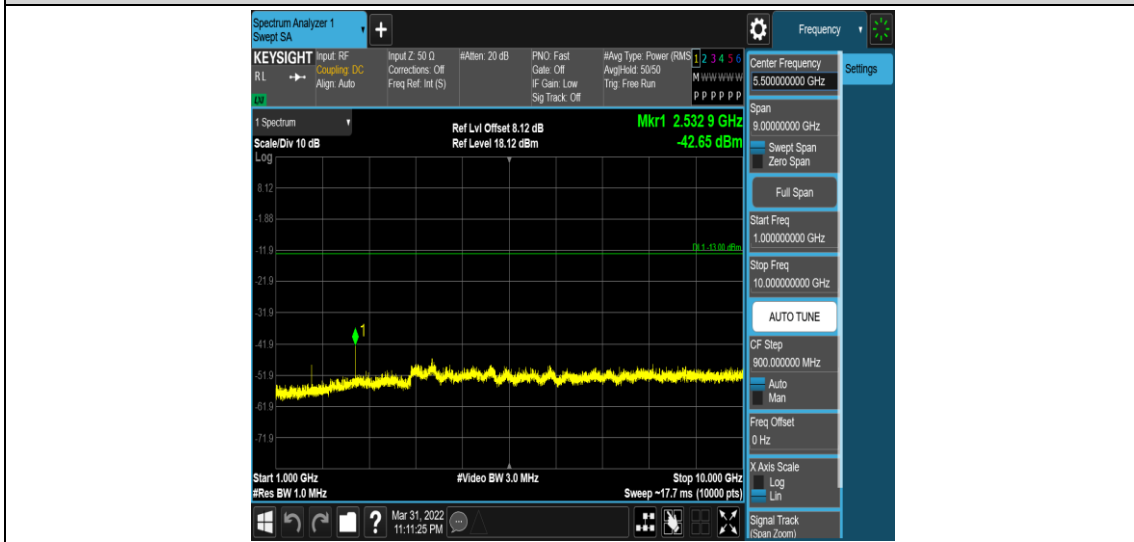 Spectrum Analyzer 1
Swept SA
+
Frequency
KEYSIGHT
RL
Input: RF
Coupling: DC
Align: Auto
Input Z: 50 Ω
Corrections: Off
Freq Ref: Int (S)
#Atten: 20 dB
PNO: Fast
Gate: Off
IF Gain: Low
Sig Track: Off
#Avg Type: Power (RMS
Avg|Hold: 50/50
Trig: Free Run
1 2 3 4 5 6
M W W W W W
P P P P P P
1 Spectrum
Scale/Div 10 dB
Log
Ref Lvl Offset 8.12 dB
Ref Level 18.12 dBm
Mkr1 2.532 9 GHz
-42.65 dBm
8.12
-1.88
-11.9
DL1 -13.00 dBm
-21.9
-31.9
1
-41.9
-51.9
-61.9
-71.9
Start 1.000 GHz
#Video BW 3.0 MHz
Stop 10.000 GHz
#Res BW 1.0 MHz
Sweep ~17.7 ms (10000 pts)
?
Mar 31, 2022
11:11:25 PM
Center Frequency
5.500000000 GHz
Settings
Span
9.00000000 GHz
Swept Span
Zero Span
Full Span
Start Freq
1.000000000 GHz
Stop Freq
10.000000000 GHz
AUTO TUNE
CF Step
900.000000 MHz
Auto
Man
Freq Offset
0 Hz
X Axis Scale
Log
Lin
Signal Track
(Span Zoom)